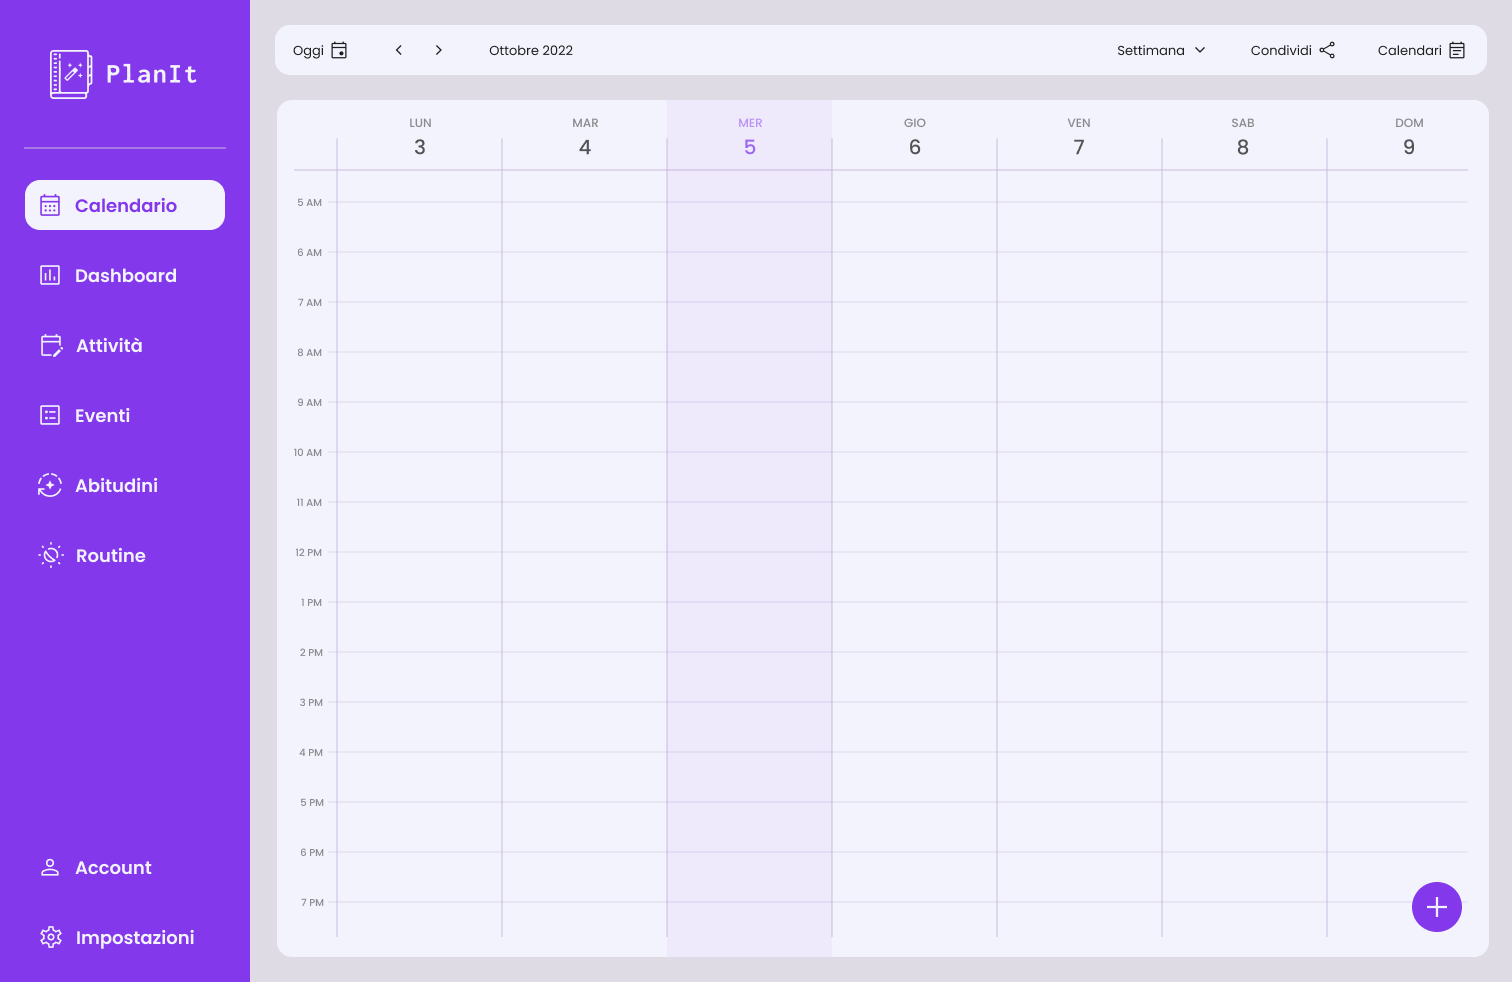 PlanIt
Calendario
Dashboard
Attività
Eventi
Abitudini
Routine
Account
Impostazioni
Oggi Ottobre 2022 Settimana Condividi Calendari
LUN MAR MER GIO VEN SAB DOM
3 4 5 6 7 8 9
5 AM
6 AM
7 AM
8 AM
9 AM
10 AM
11 AM
12 PM
1 PM
2 PM
3 PM
4 PM
5 PM
6 PM
7 PM